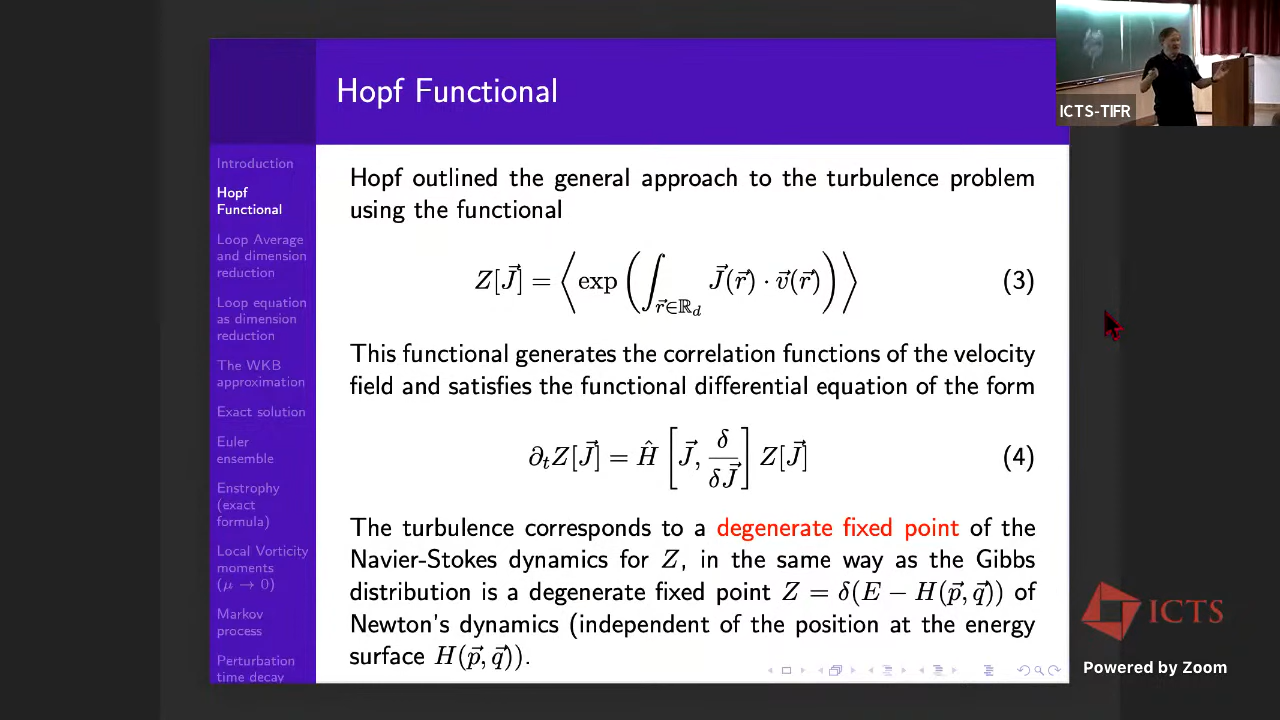 Hopf Functional
ICTS-TIFR
Introduction
Hopf
Functional
Loop Average
and dimension
reduction
Loop equation
as dimension
reduction
The WKB
approximation
Exact solution
Euler
ensemble
Enstrophy
(exact
formula)
Local Vorticity
moments
(μ → 0)
Markov
process
Perturbation
time decay
Hopf outlined the general approach to the turbulence problem
using the functional
Z[J⃗] = ⟨exp(∫_{r⃗∈ℝ_d} J⃗(r⃗) · v⃗(r⃗))⟩ (3)
This functional generates the correlation functions of the velocity
field and satisfies the functional differential equation of the form
∂_t Z[J⃗] = Ĥ [J⃗, δ/δJ⃗] Z[J⃗] (4)
The turbulence corresponds to a degenerate fixed point of the
Navier-Stokes dynamics for Z, in the same way as the Gibbs
distribution is a degenerate fixed point Z = δ(E − H(p⃗, q⃗)) of
Newton's dynamics (independent of the position at the energy
surface H(p⃗, q⃗)).
ICTS
Powered by Zoom